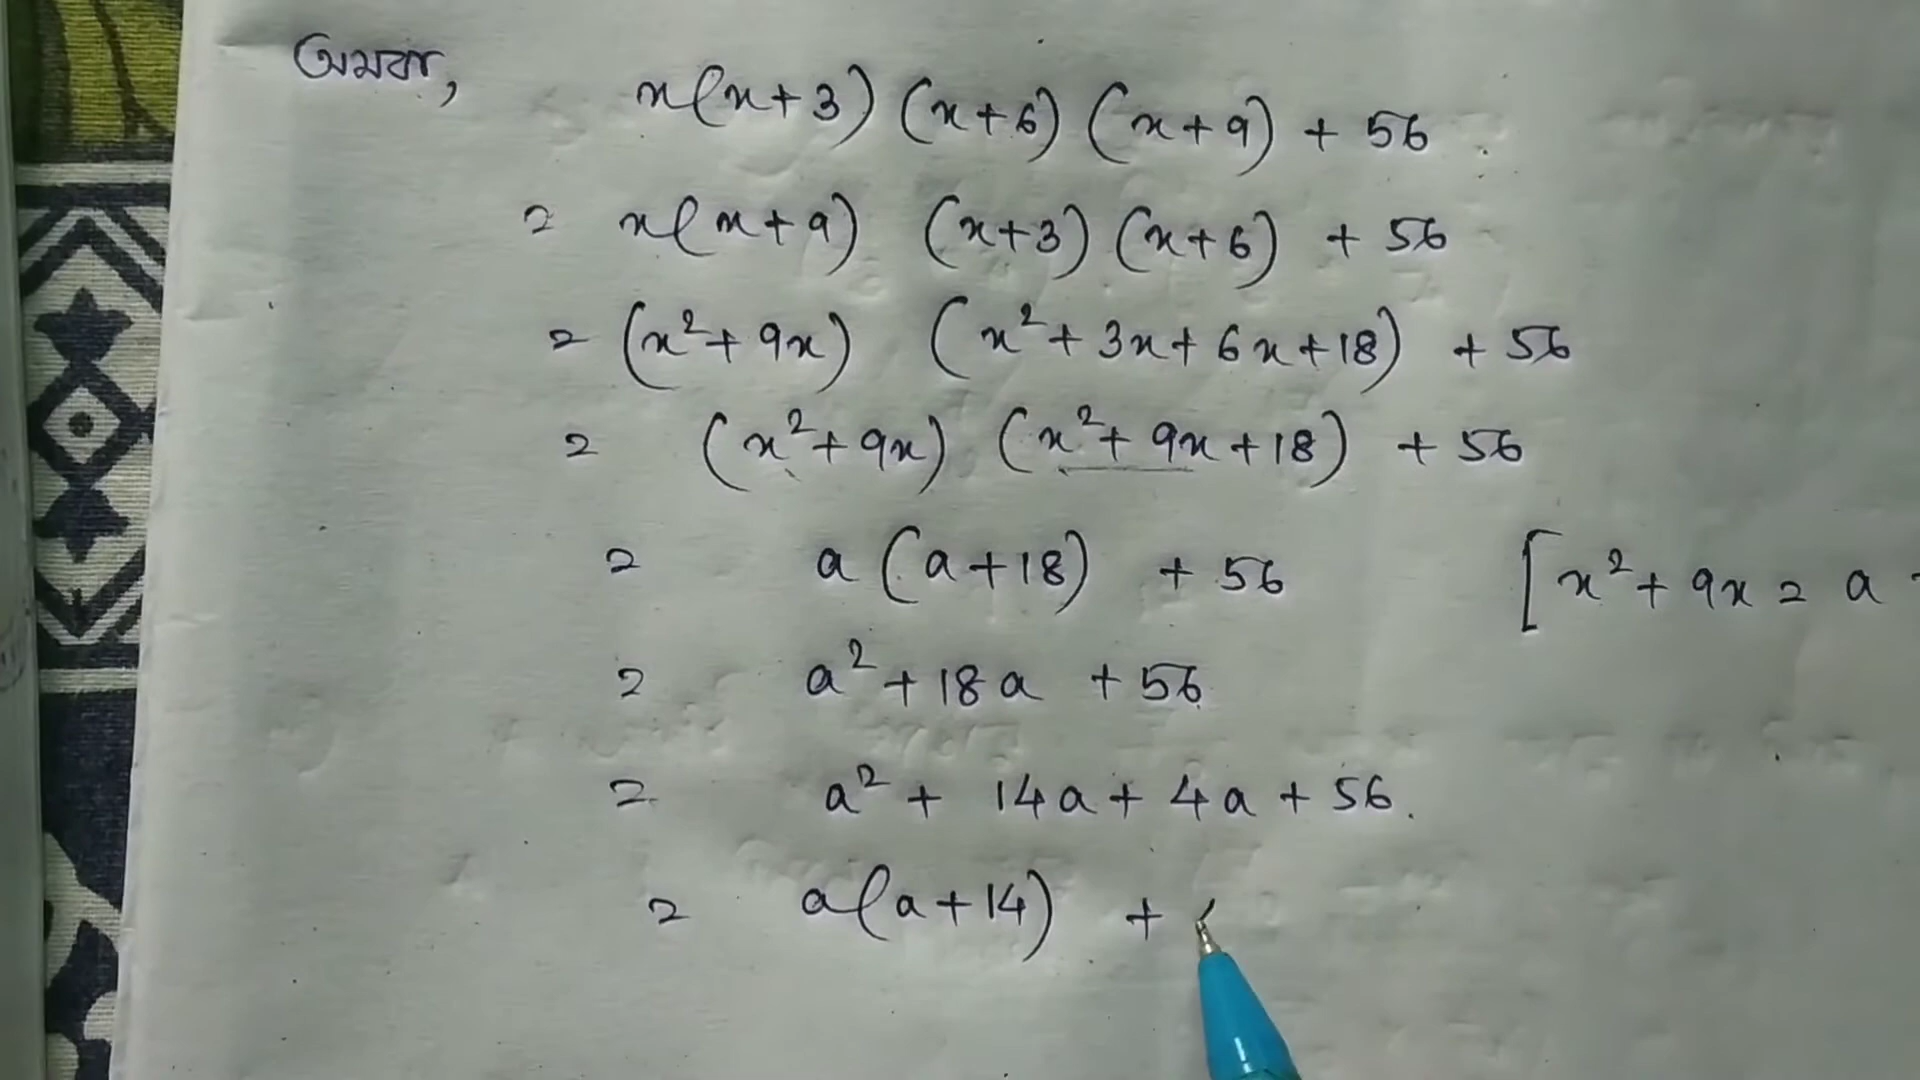 অথবা,
x(x+3) (x+6) (x+9) + 56
= x(x+9) (x+3) (x+6) + 56
= (x²+9x) (x²+3x+6x+18) + 56
= (x²+9x) (x²+9x+18) + 56
= a (a+18) + 56 [x²+9x = a
= a²+18a +56
= a² + 14a + 4a + 56.
= a(a+14) +